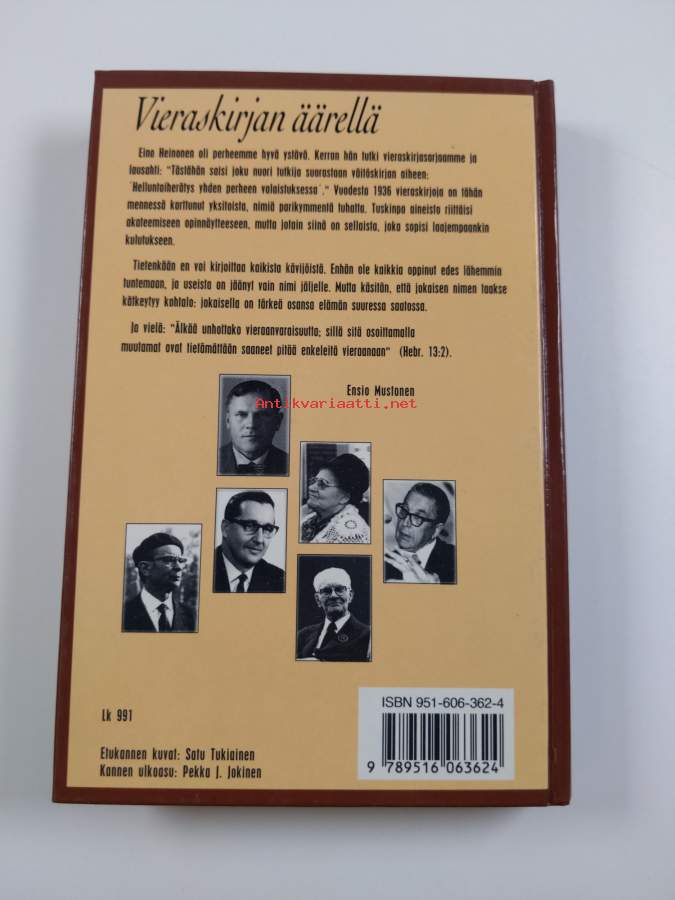 Vieraskirjan äärellä
Eino Heinonen oli perheemme hyvä ystävä. Kerran hän tutki vieraskirjasarjaamme ja
lausahti: "Tästähän saisi joku nuori tutkija suorastaan väitöskirjan aiheen:
´Helluntaiherätys yhden perheen valaistuksessa´." Vuodesta 1936 vieraskirjoja on tähän
mennessä karttunut yksitoista, nimiä parikymmentä tuhatta. Tuskinpa aineisto riittäisi
akateemiseen opinnäytteeseen, mutta jotain siinä on sellaista, joka sopisi laajempaankin
kulutukseen.
Tietenkään en voi kirjoittaa kaikista kävijöistä. Enhän ole kaikkia oppinut edes lähemmin
tuntemaan, ja useista on jäänyt vain nimi jäljelle. Mutta käsitän, että jokaisen nimen taakse
kätkeytyy kohtalo: jokaisella on tärkeä osansa elämän suuressa saatossa.
Ja vielä: "Älkää unhottako vieraanvaraisuutta; sillä sitä osoittamalla
muutamat ovat tietämättään saaneet pitää enkeleitä vierainaan" (Hebr. 13:2).
Ensio Mustonen
Antikvariaatti.net
ISBN 951-606-362-4
9 789516 063624
Lk 991
Etukannen kuvat: Satu Tukiainen
Kannen ulkoasu: Pekka J. Jokinen